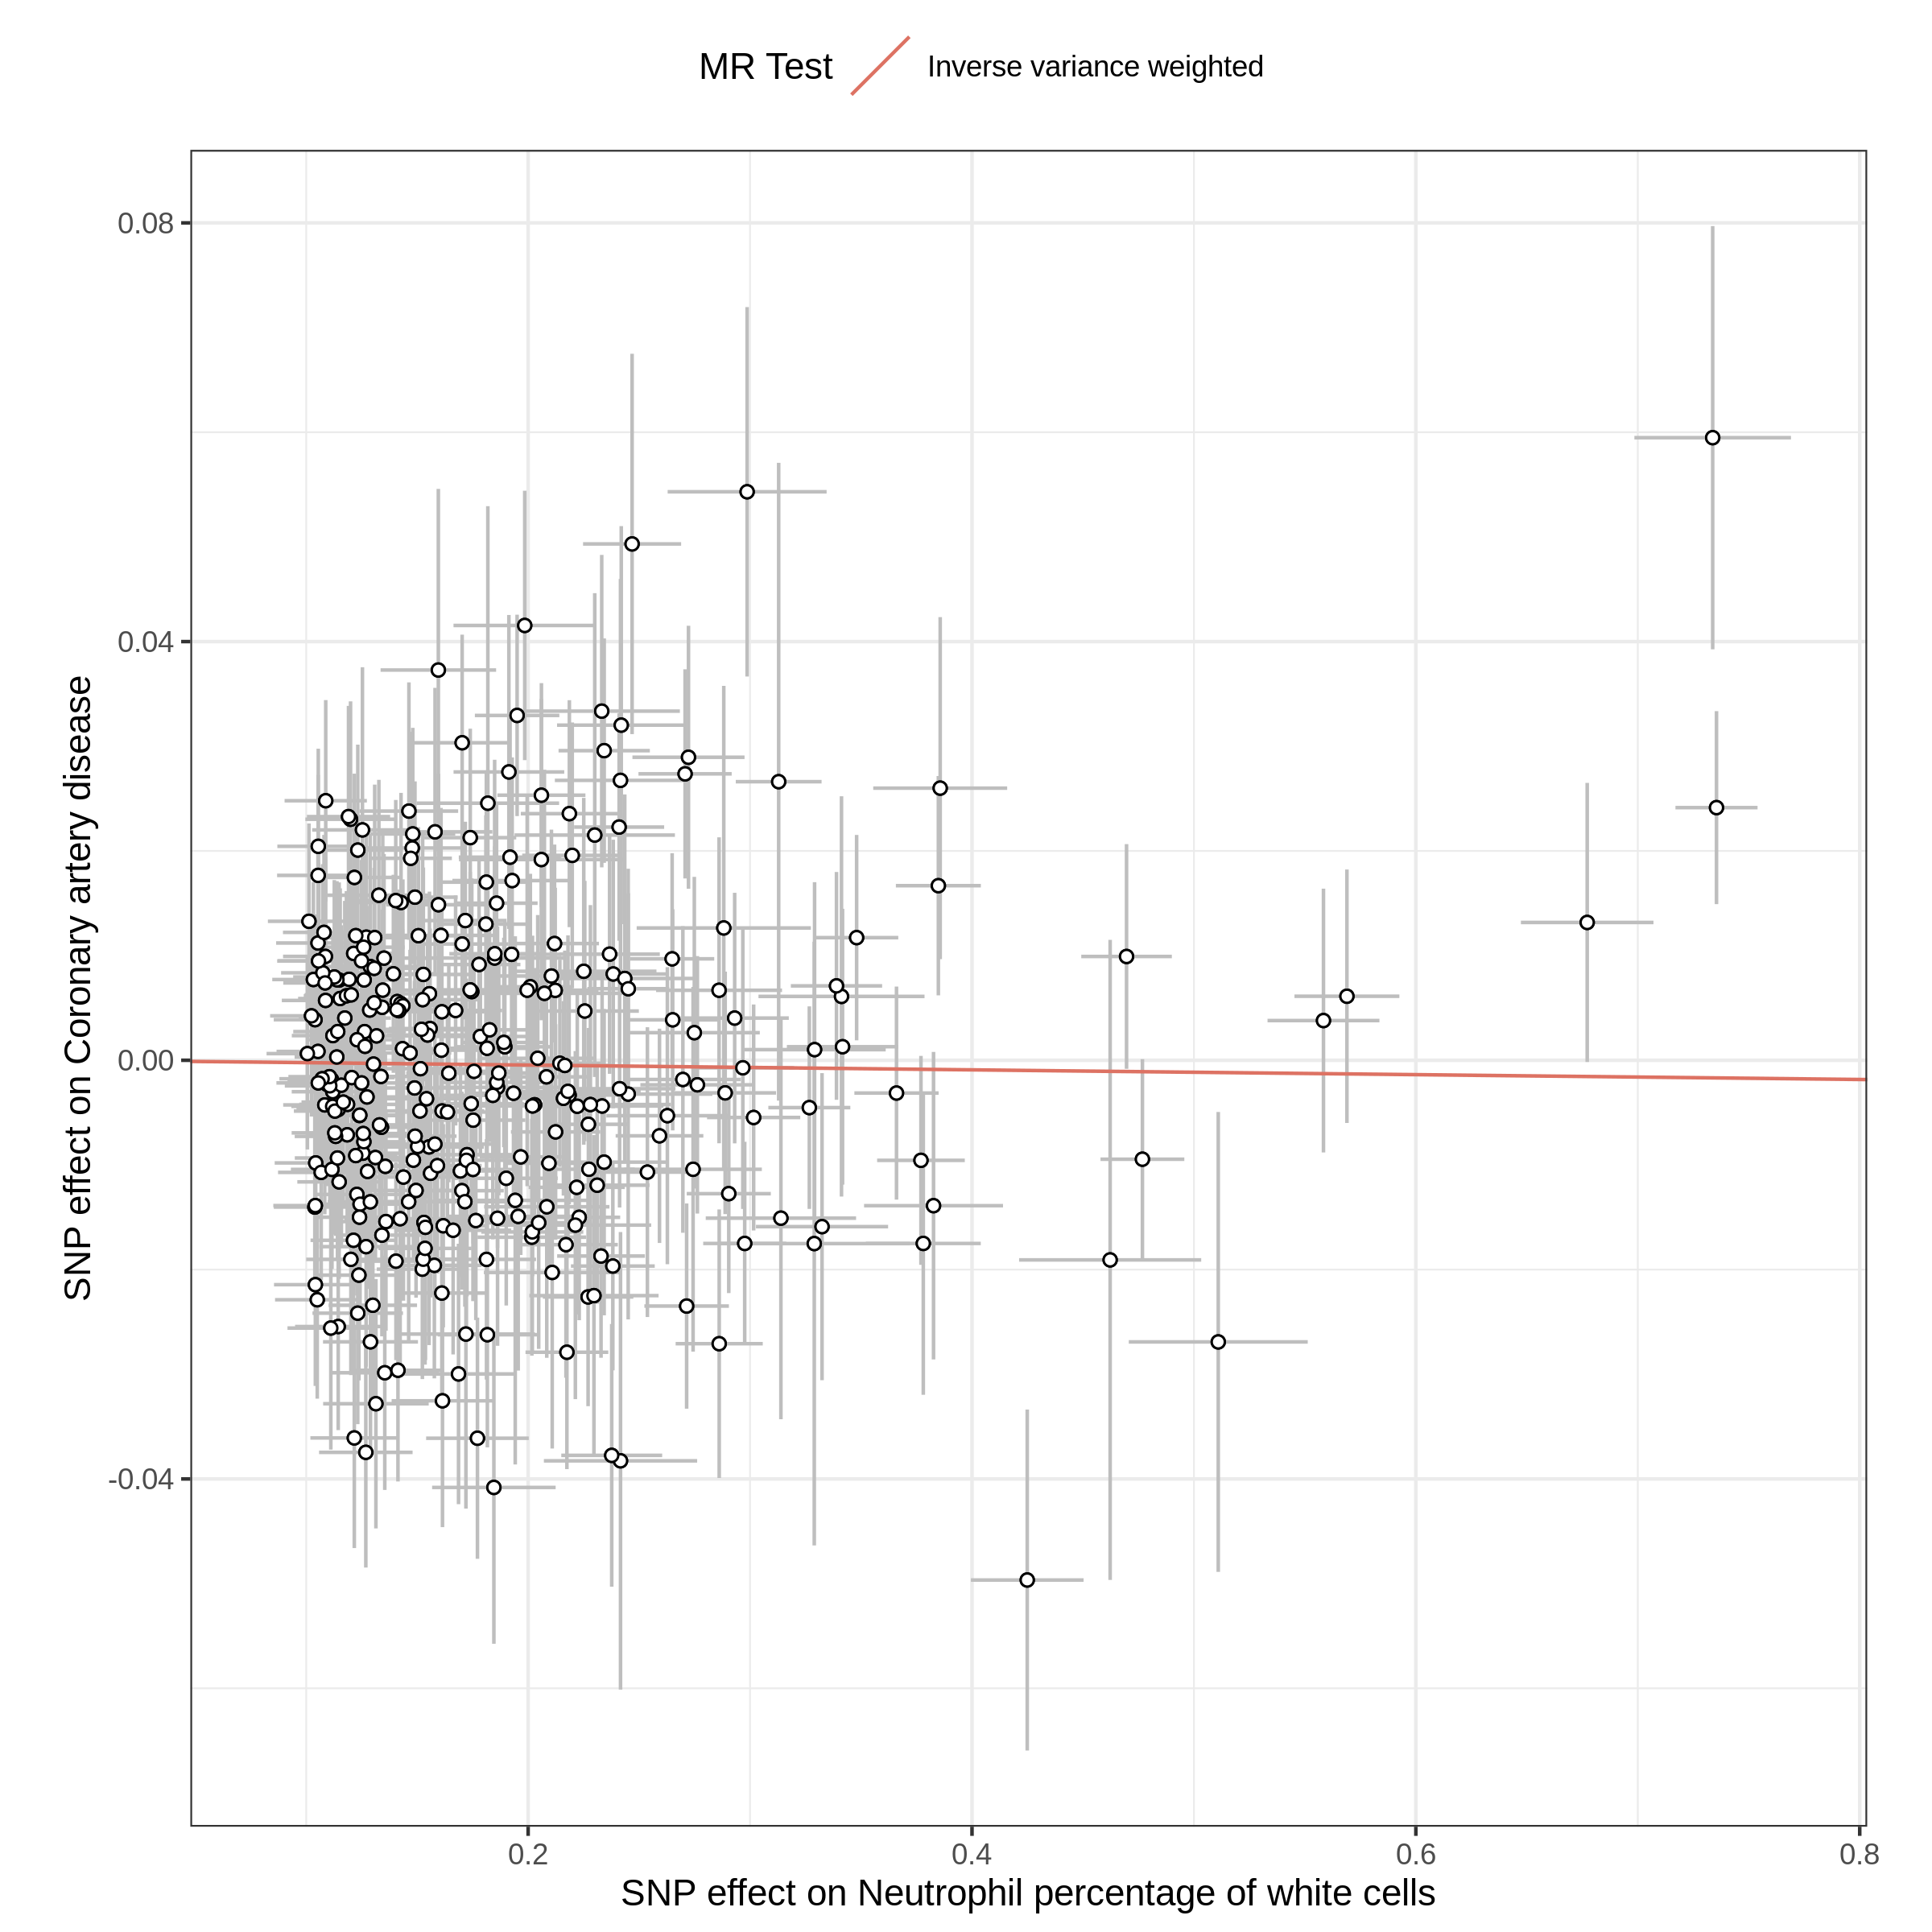 MR Test Inverse variance weighted
0.08
0.04
0.00
-0.04
SNP effect on Coronary artery disease
0.2 0.4 0.6 0.8
SNP effect on Neutrophil percentage of white cells